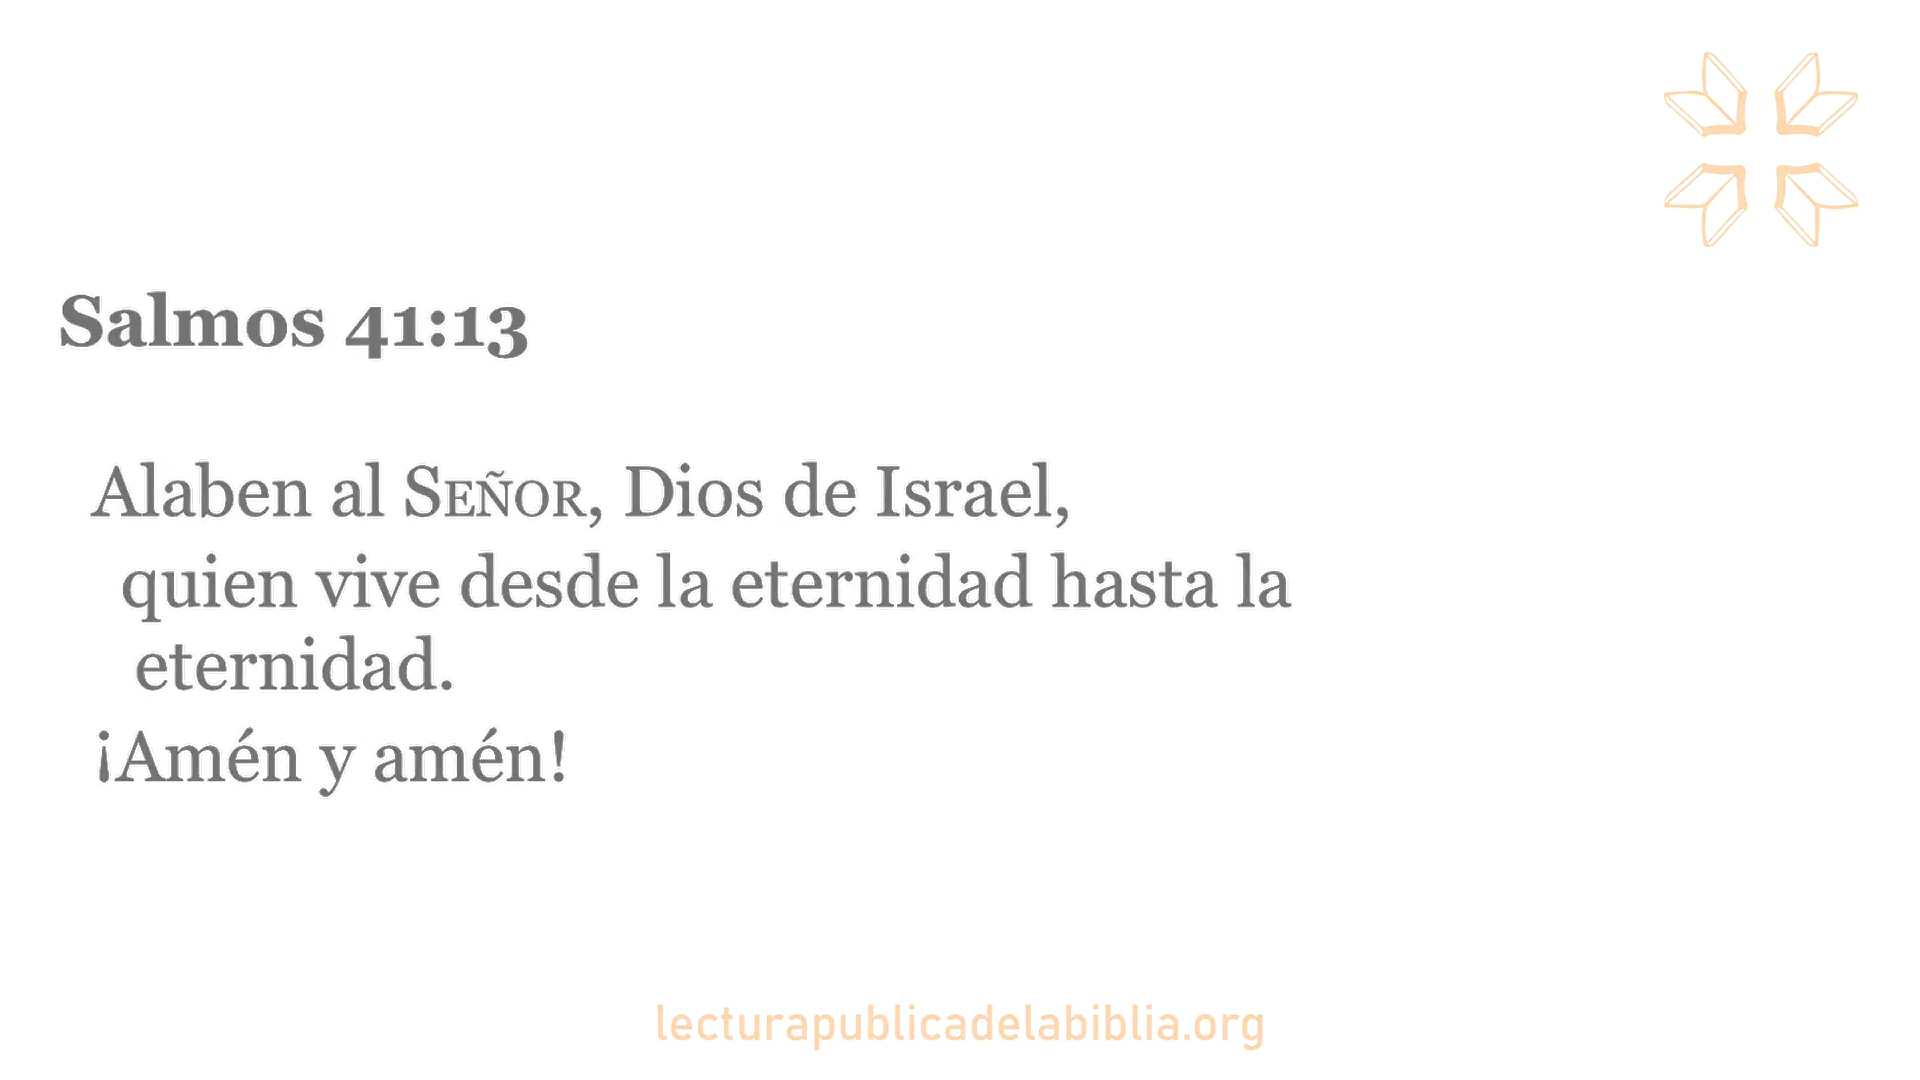 Salmos 41:13
Alaben al SEÑOR, Dios de Israel,
quien vive desde la eternidad hasta la
eternidad.
¡Amén y amén!
lecturapublicadelabiblia.org